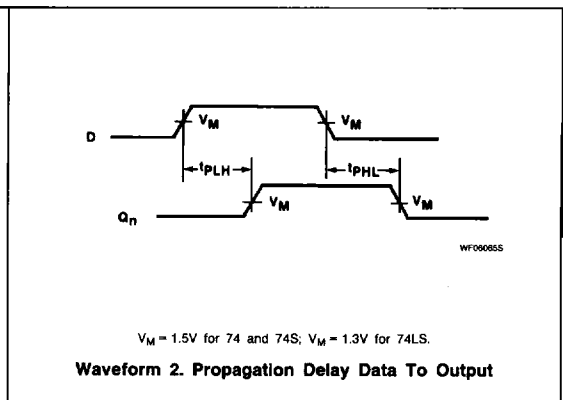 D
V_M
V_M
t_PLH
t_PHL
Q_n
V_M
V_M
WF06065S
V_M = 1.5V for 74 and 74S; V_M = 1.3V for 74LS.
Waveform 2. Propagation Delay Data To Output